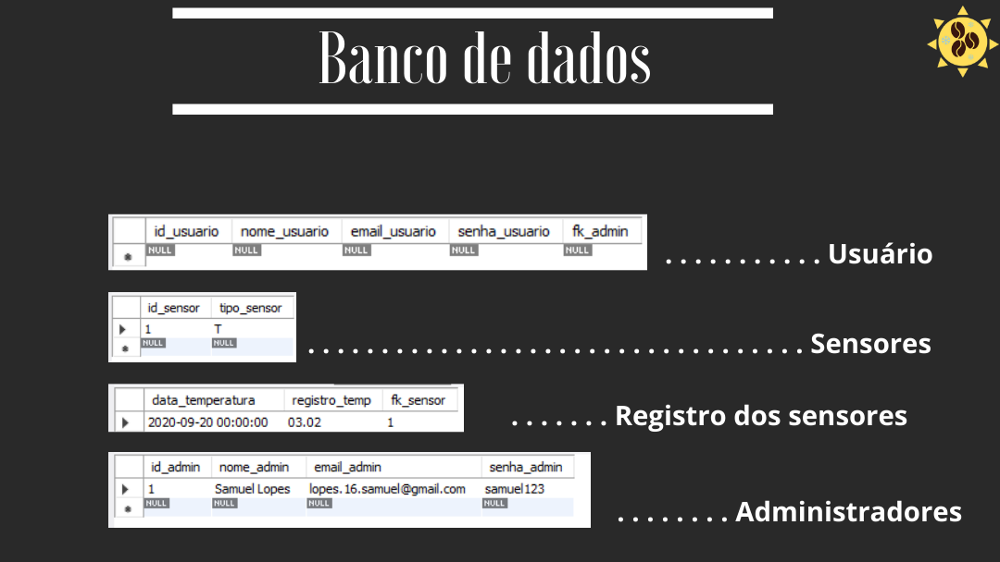 Banco de dados
id_usuario nome_usuario email_usuario senha_usuario fk_admin
NULL NULL NULL NULL NULL
. . . . . . . . . . . Usuário
id_sensor tipo_sensor
1 T
NULL NULL
. . . . . . . . . . . . . . . . . . . . . . . . . . . . . . . . . . Sensores
data_temperatura registro_temp fk_sensor
2020-09-20 00:00:00 03.02 1
. . . . . . . Registro dos sensores
id_admin nome_admin email_admin senha_admin
1 Samuel Lopes lopes.16.samuel@gmail.com samuel123
NULL NULL NULL NULL
. . . . . . . . Administradores